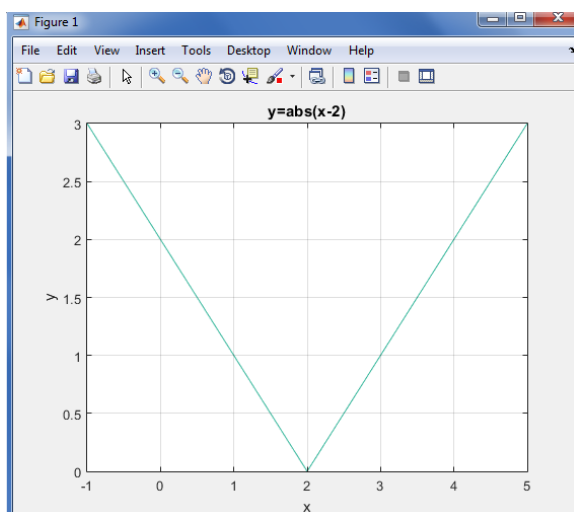 Figure 1
File Edit View Insert Tools Desktop Window Help
y=abs(x-2)
3
2.5
2
1.5
1
0.5
0
y
-1 0 1 2 3 4 5
x